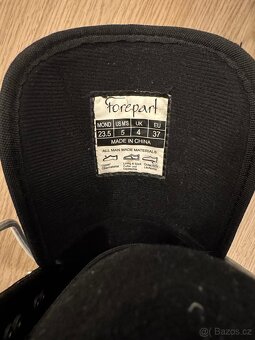 Forepart
MOND US M'S UK EU
23.5 5 4 37
MADE IN CHINA
ALL MAN MADE MATERIALS
© Bazos.cz